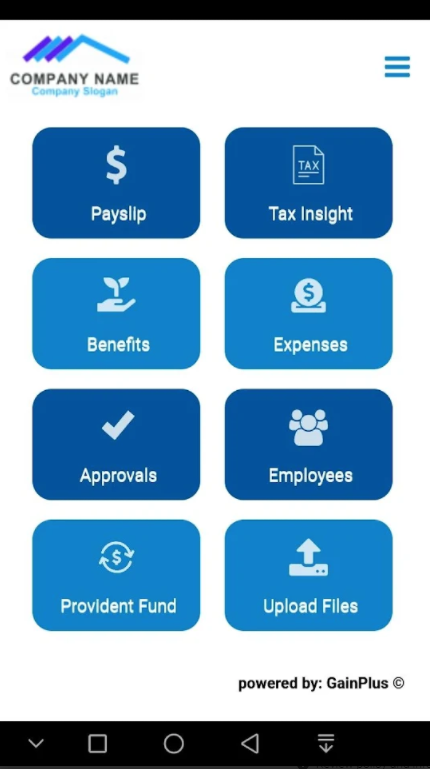 COMPANY NAME
Company Slogan
$
Payslip
TAX
Tax Insight
Benefits
$
Expenses
Approvals
Employees
$
Provident Fund
Upload Files
powered by: GainPlus ©